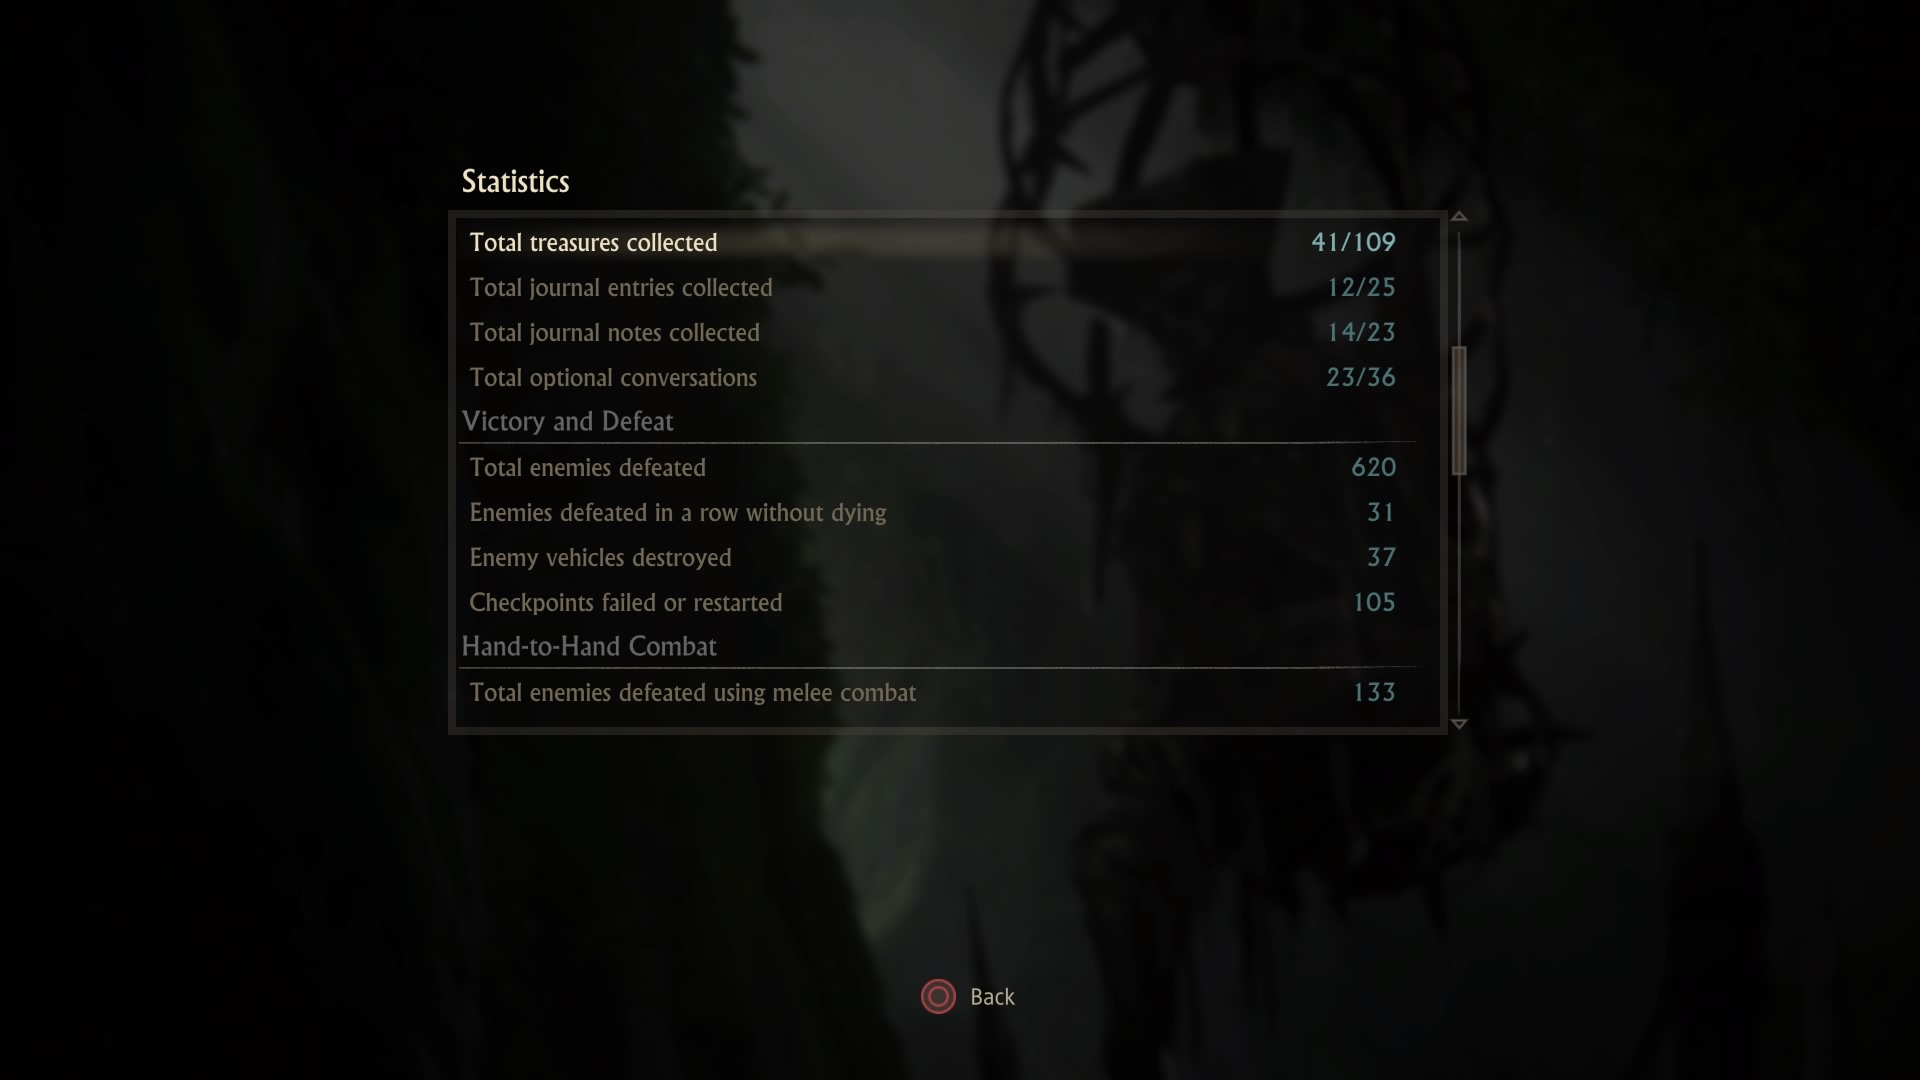 Statistics
Total treasures collected 41/109
Total journal entries collected 12/25
Total journal notes collected 14/23
Total optional conversations 23/36
Victory and Defeat
Total enemies defeated 620
Enemies defeated in a row without dying 31
Enemy vehicles destroyed 37
Checkpoints failed or restarted 105
Hand-to-Hand Combat
Total enemies defeated using melee combat 133
Back